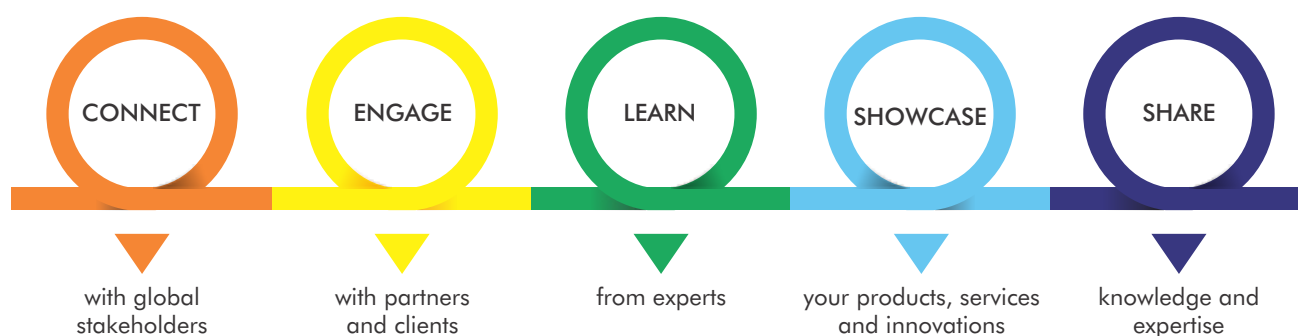 CONNECT
ENGAGE
LEARN
SHOWCASE
SHARE
with global
stakeholders
with partners
and clients
from experts
your products, services
and innovations
knowledge and
expertise